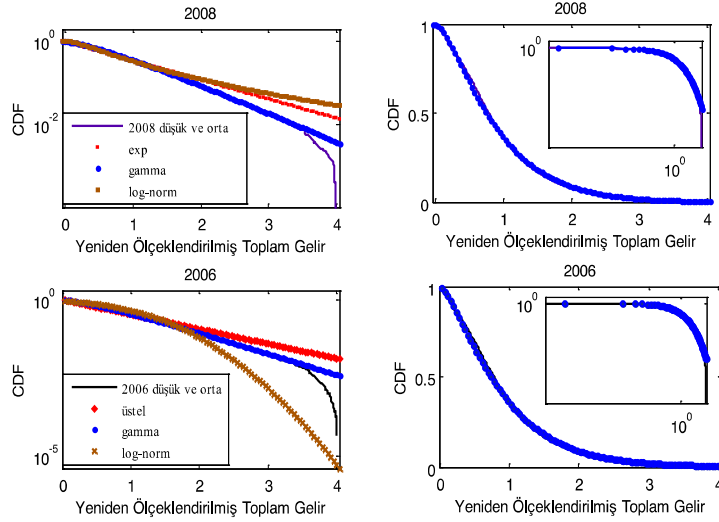 2008
10^0
10^-2
CDF
2008 düşük ve orta
exp
gamma
log-norm
0 1 2 3 4
Yeniden Ölçeklendirilmiş Toplam Gelir
2008
1
0.5
0
CDF
10^0
10^0
0 1 2 3 4
Yeniden Ölçeklendirilmiş Toplam Gelir
2006
10^0
10^-5
CDF
2006 düşük ve orta
üstel
gamma
log-norm
0 1 2 3 4
Yeniden Ölçeklendirilmiş Toplam Gelir
2006
1
0.5
0
CDF
10^0
10^0
0 1 2 3 4
Yeniden Ölçeklendirilmiş Toplam Gelir